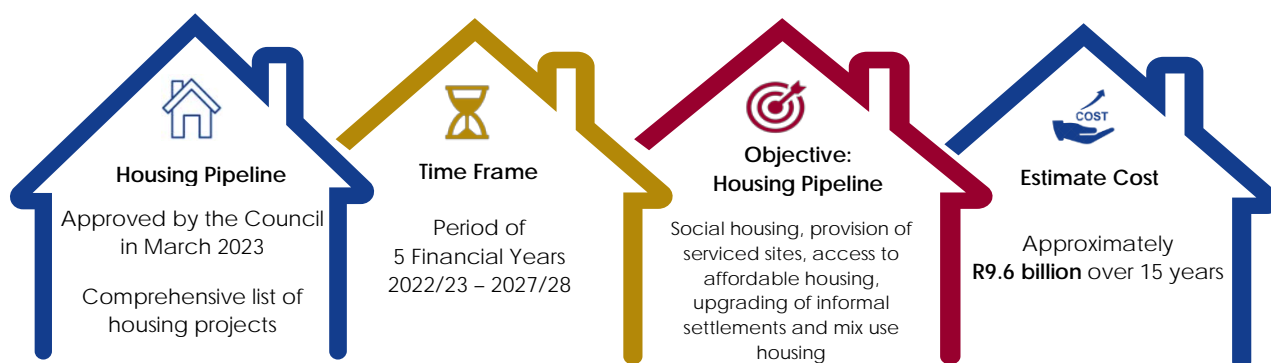 Housing Pipeline
Approved by the Council
in March 2023
Comprehensive list of
housing projects
Time Frame
Period of
5 Financial Years
2022/23 – 2027/28
Objective:
Housing Pipeline
Social housing, provision of
serviced sites, access to
affordable housing,
upgrading of informal
settlements and mix use
housing
COST
Estimate Cost
Approximately
R9.6 billion over 15 years